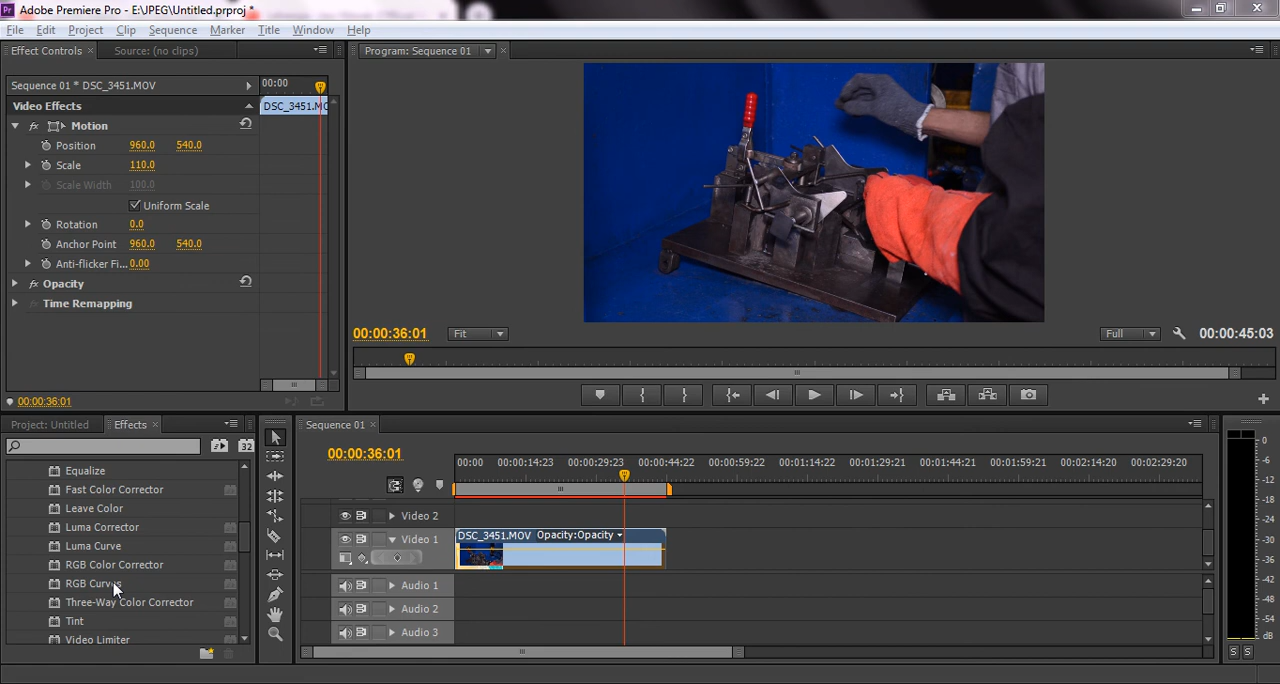 Pr Adobe Premiere Pro - E:\JPEG\Untitled.prproj *
File Edit Project Clip Sequence Marker Title Window Help
Effect Controls × Source: (no clips) Program: Sequence 01
Sequence 01 * DSC_3451.MOV 00:00
Video Effects DSC_3451.MO
fx Motion
Position 960.0 540.0
Scale 110.0
Scale Width 100.0
Uniform Scale
Rotation 0.0
Anchor Point 960.0 540.0
Anti-flicker Fi... 0.00
fx Opacity
Time Remapping
00:00:36:01 Fit Full 00:00:45:03
00:00:36:01
Project: Untitled Effects × Sequence 01 ×
32
00:00:36:01
00:00 00:00:14:23 00:00:29:23 00:00:44:22 00:00:59:22 00:01:14:22 00:01:29:21 00:01:44:21 00:01:59:21 00:02:14:20 00:02:29:20
Equalize
Fast Color Corrector
Leave Color
Luma Corrector
Luma Curve
RGB Color Corrector
RGB Curves
Three-Way Color Corrector
Tint
Video Limiter
Video 2
Video 1 DSC_3451.MOV Opacity:Opacity
Audio 1
Audio 2
Audio 3
0
-6
-12
-18
-24
-30
-36
-42
-48
-54
dB
S S